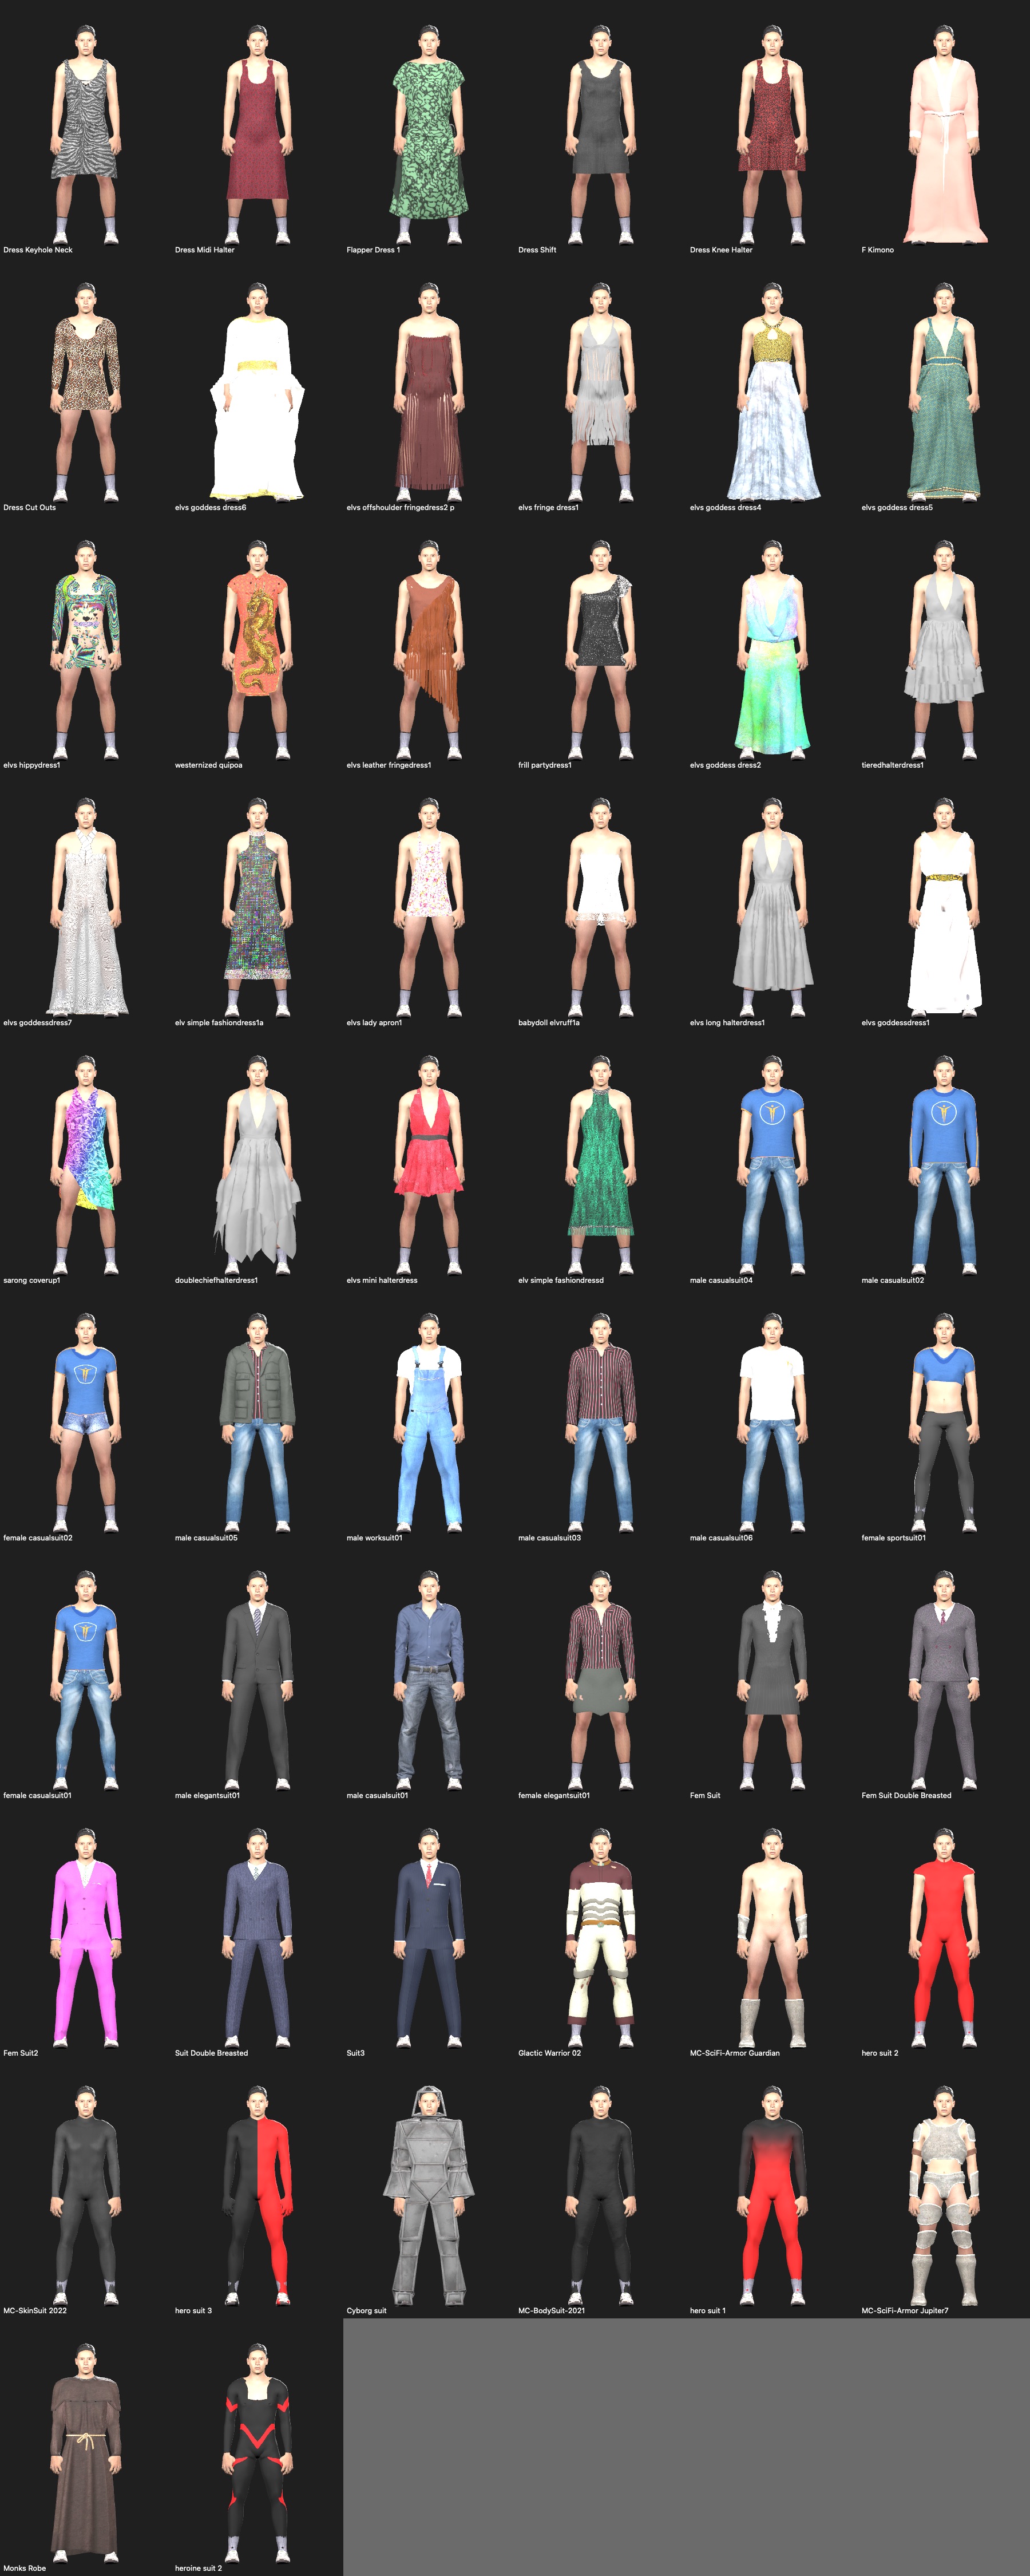 Dress Keyhole Neck
Dress Midi Halter
Flapper Dress 1
Dress Shift
Dress Knee Halter
F Kimono
Dress Cut Outs
elvs goddess dress6
elvs offshoulder fringedress2 p
elvs fringe dress1
elvs goddess dress4
elvs goddess dress5
elvs hippydress1
westernized quipoa
elvs leather fringedress1
frill partydress1
elvs goddess dress2
tieredhalterdress1
elvs goddessdress7
elv simple fashiondress1a
elvs lady apron1
babydoll elvruff1a
elvs long halterdress1
elvs goddessdress1
sarong coverup1
doublechiefhalterdress1
elvs mini halterdress
elv simple fashiondressd
male casualsuit04
male casualsuit02
female casualsuit02
male casualsuit05
male worksuit01
male casualsuit03
male casualsuit06
female sportsuit01
female casualsuit01
male elegantsuit01
male casualsuit01
female elegantsuit01
Fem Suit
Fem Suit Double Breasted
Fem Suit2
Suit Double Breasted
Suit3
Glactic Warrior 02
MC-SciFi-Armor Guardian
hero suit 2
MC-SkinSuit 2022
hero suit 3
Cyborg suit
MC-BodySuit-2021
hero suit 1
MC-SciFi-Armor Jupiter7
Monks Robe
heroine suit 2